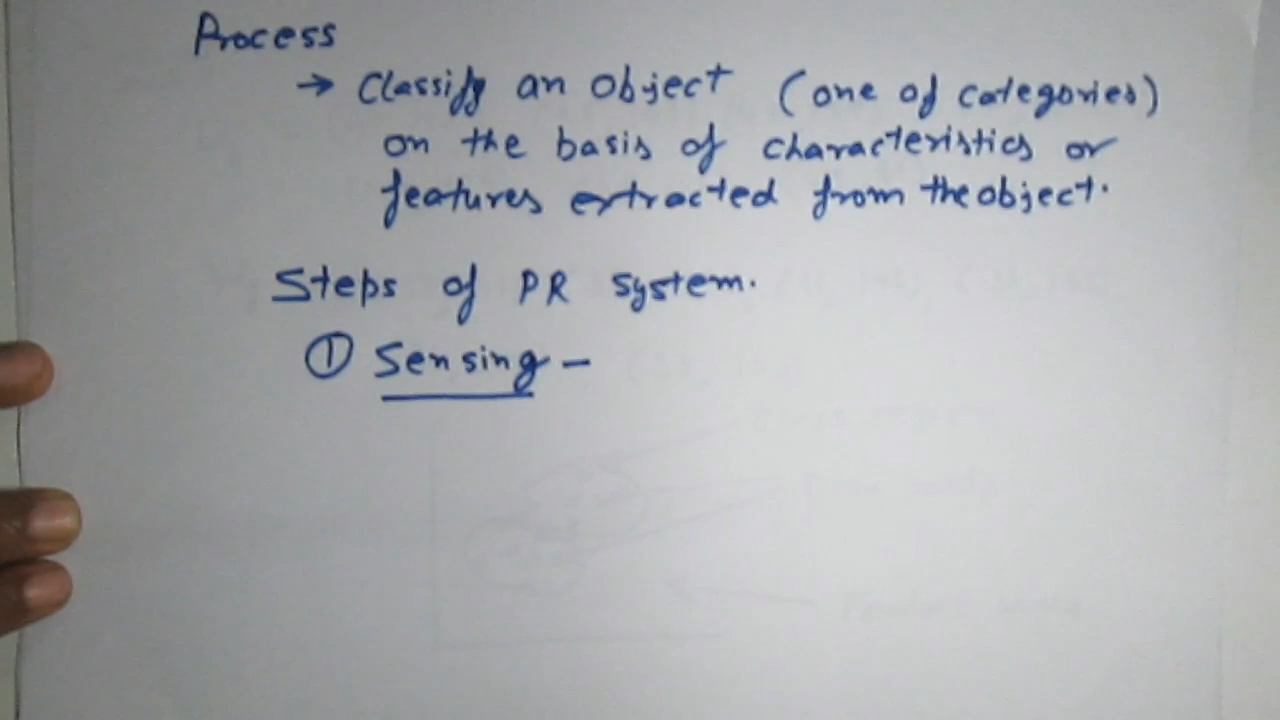 Process
→ Classify an object (one of categories)
on the basis of characteristics or
features extracted from the object.
Steps of PR system.
① Sensing –